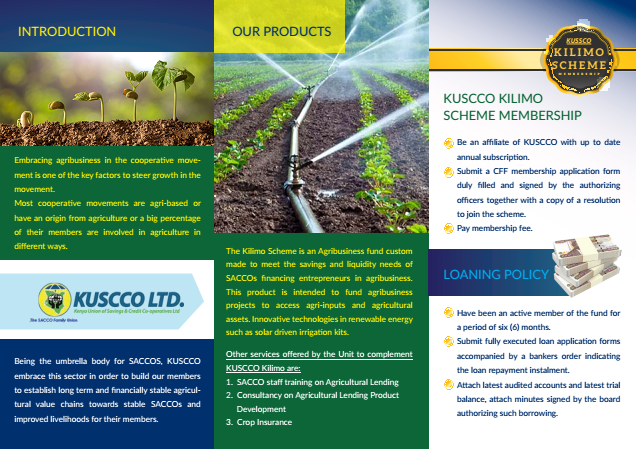 INTRODUCTION
Embracing agribusiness in the cooperative move-
ment is one of the key factors to steer growth in the
movement.
Most cooperative movements are agri-based or
have an origin from agriculture or a big percentage
of their members are involved in agriculture in
different ways.
KUSCCO LTD.
Kenya Union of Savings & Credit Co-operatives Ltd
The SACCO Family Voice.
Being the umbrella body for SACCOS, KUSCCO
embrace this sector in order to build our members
to establish long term and financially stable agricul-
tural value chains towards stable SACCOs and
improved livelihoods for their members.
OUR PRODUCTS
The Kilimo Scheme is an Agribusiness fund custom
made to meet the savings and liquidity needs of
SACCOs financing entrepreneurs in agribusiness.
This product is intended to fund agribusiness
projects to access agri-inputs and agricultural
assets. Innovative technologies in renewable energy
such as solar driven irrigation kits.
Other services offered by the Unit to complement
KUSCCO Kilimo are:
1. SACCO staff training on Agricultural Lending
2. Consultancy on Agricultural Lending Product
Development
3. Crop Insurance
KUSSCO
KILIMO
SCHEME
MEMBERSHIP
KUSCCO KILIMO
SCHEME MEMBERSHIP
Be an affiliate of KUSCCO with up to date
annual subscription.
Submit a CFF membership application form
duly filled and signed by the authorizing
officers together with a copy of a resolution
to join the scheme.
Pay membership fee.
LOANING POLICY
Have been an active member of the fund for
a period of six (6) months.
Submit fully executed loan application forms
accompanied by a bankers order indicating
the loan repayment instalment.
Attach latest audited accounts and latest trial
balance, attach minutes signed by the board
authorizing such borrowing.